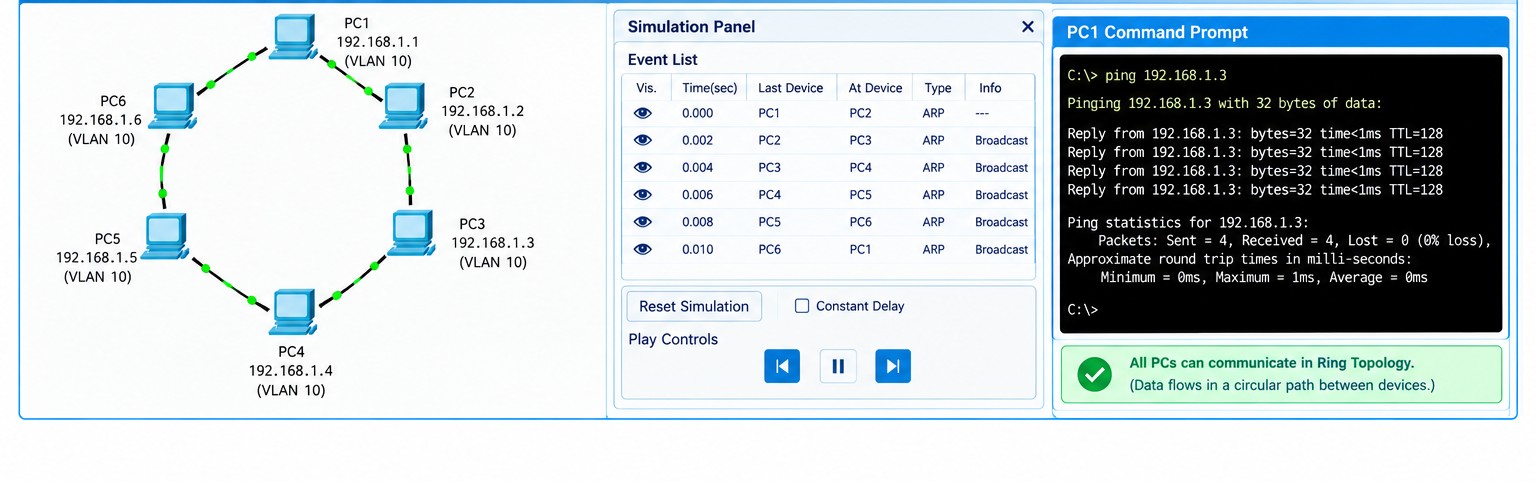 PC1
192.168.1.1
(VLAN 10)
PC2
192.168.1.2
(VLAN 10)
PC6
192.168.1.6
(VLAN 10)
PC3
192.168.1.3
(VLAN 10)
PC5
192.168.1.5
(VLAN 10)
PC4
192.168.1.4
(VLAN 10)
Simulation Panel
Event List
Vis. Time(sec) Last Device At Device Type Info
0.000 PC1 PC2 ARP ---
0.002 PC2 PC3 ARP Broadcast
0.004 PC3 PC4 ARP Broadcast
0.006 PC4 PC5 ARP Broadcast
0.008 PC5 PC6 ARP Broadcast
0.010 PC6 PC1 ARP Broadcast
Reset Simulation Constant Delay
Play Controls
PC1 Command Prompt
C:\> ping 192.168.1.3
Pinging 192.168.1.3 with 32 bytes of data:
Reply from 192.168.1.3: bytes=32 time<1ms TTL=128
Reply from 192.168.1.3: bytes=32 time<1ms TTL=128
Reply from 192.168.1.3: bytes=32 time<1ms TTL=128
Reply from 192.168.1.3: bytes=32 time<1ms TTL=128
Ping statistics for 192.168.1.3:
Packets: Sent = 4, Received = 4, Lost = 0 (0% loss),
Approximate round trip times in milli-seconds:
Minimum = 0ms, Maximum = 1ms, Average = 0ms
C:\>
All PCs can communicate in Ring Topology.
(Data flows in a circular path between devices.)